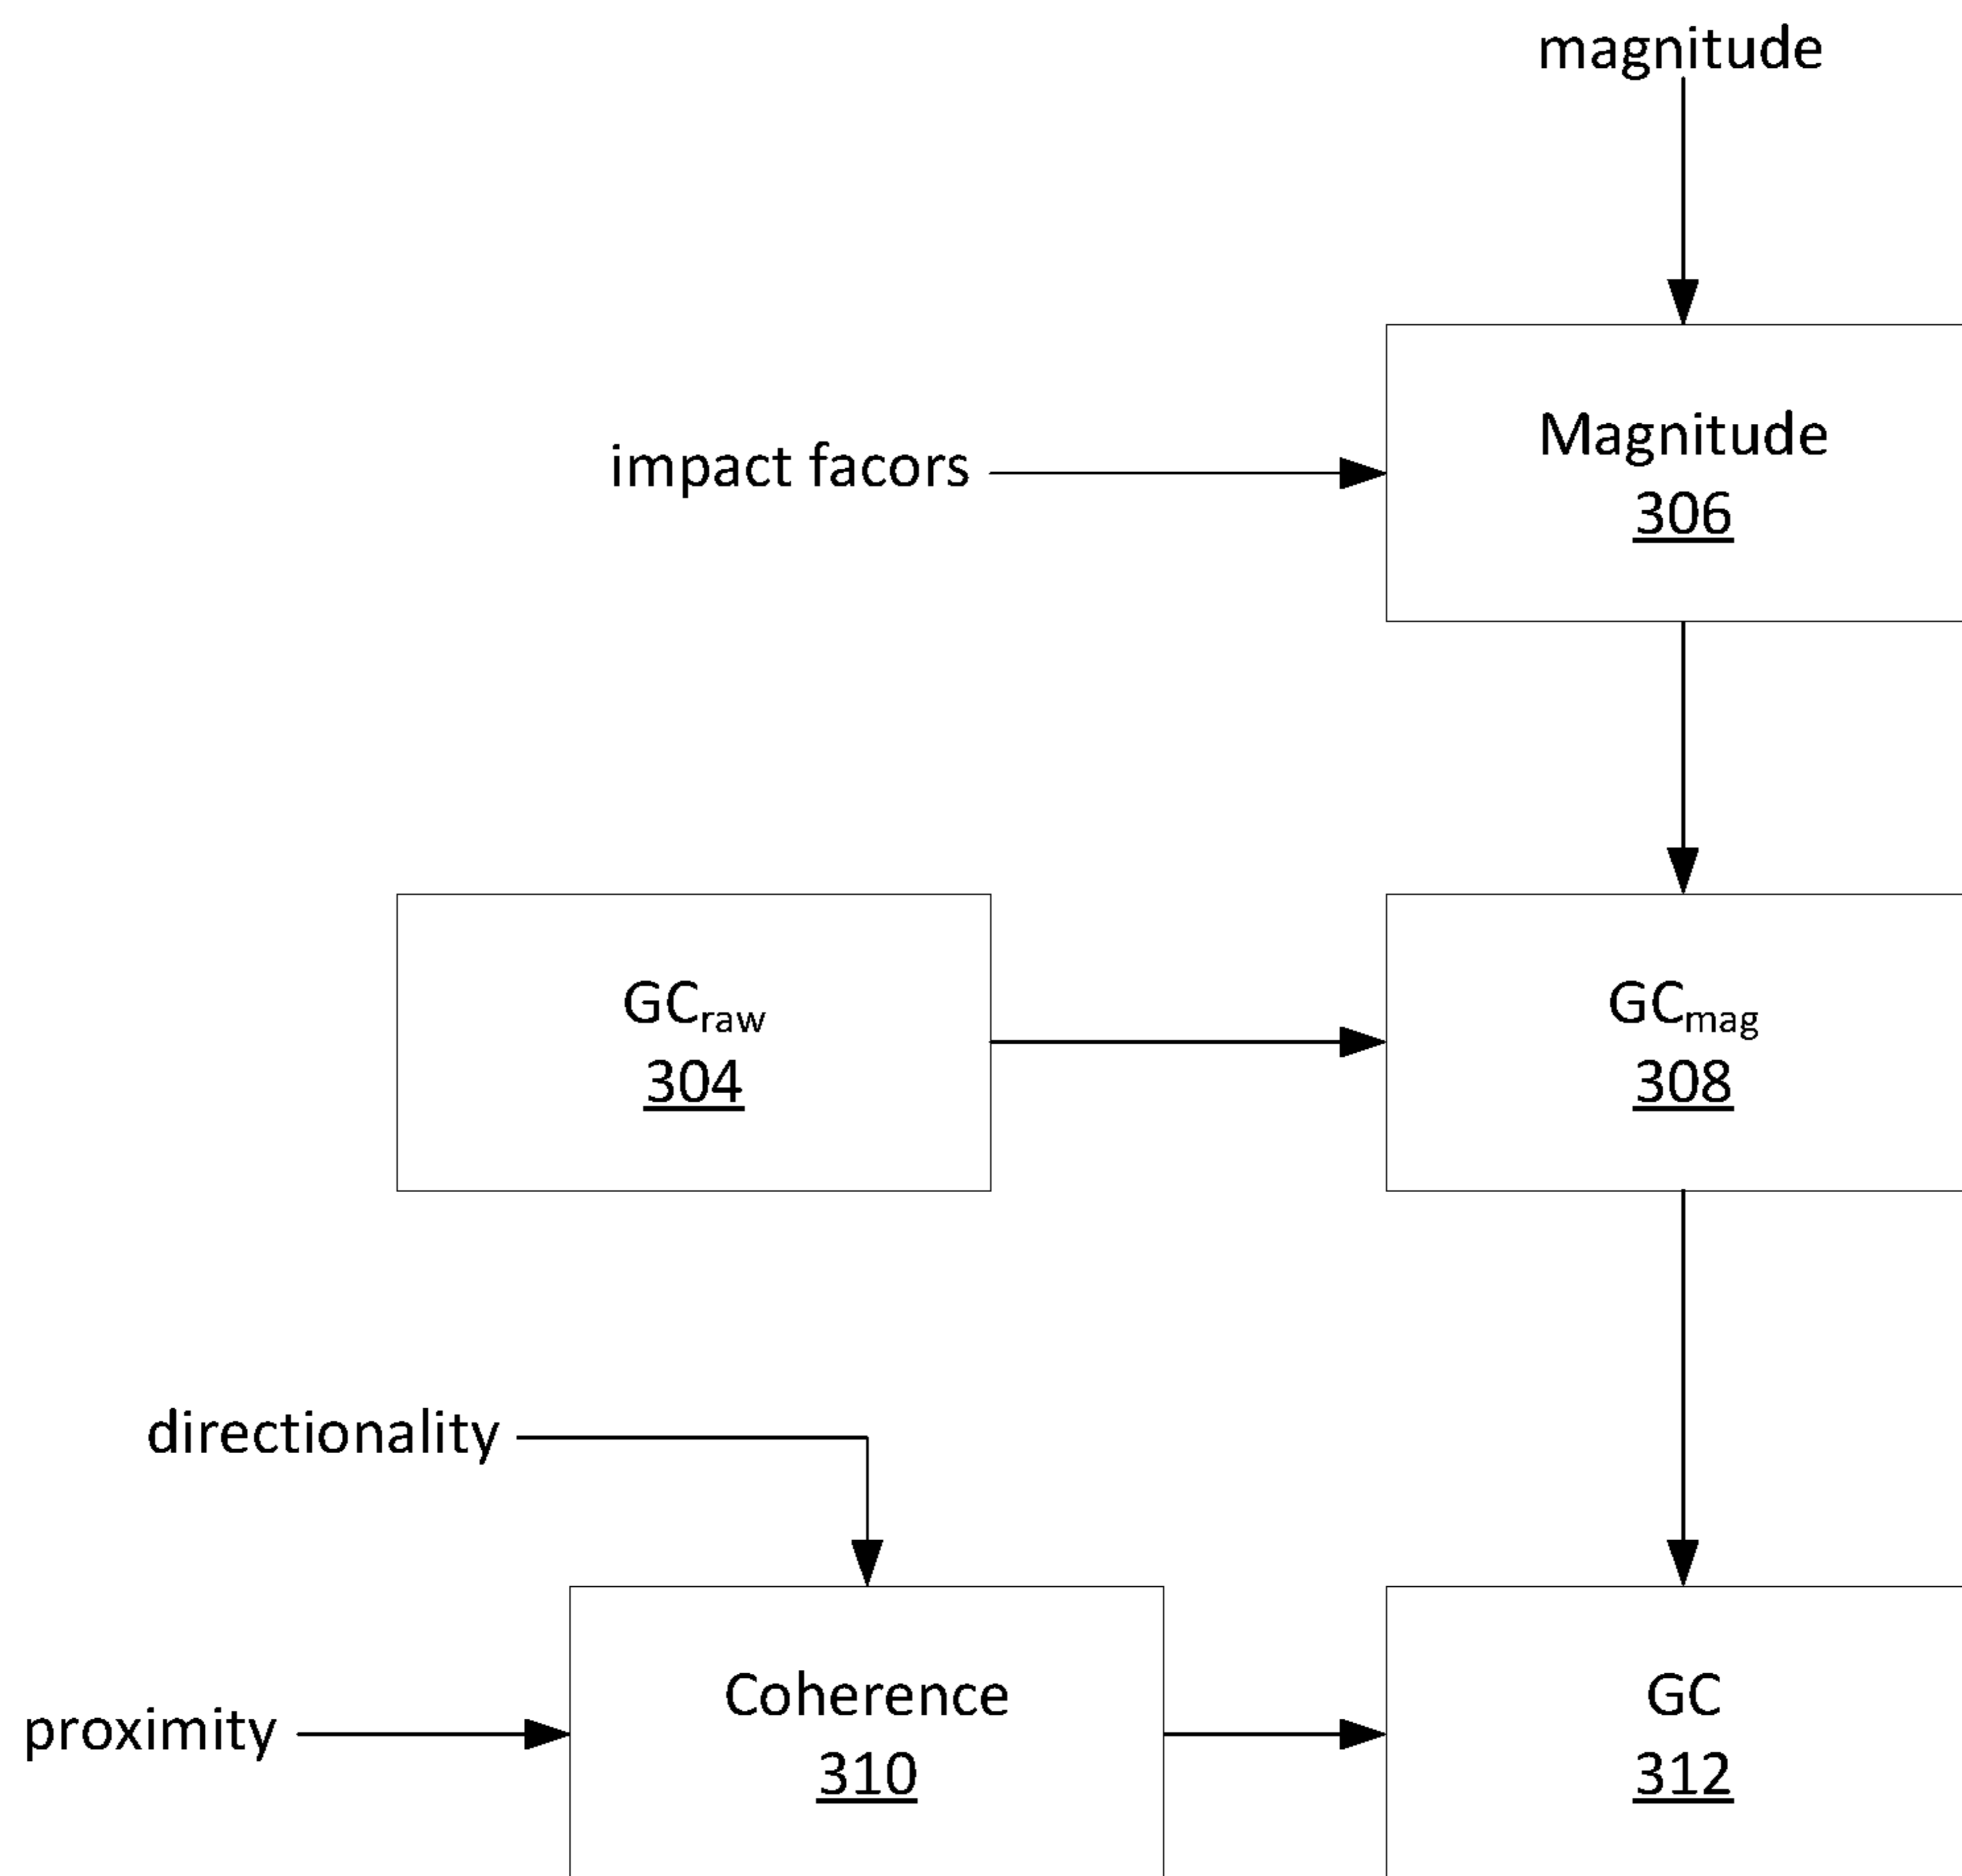 magnitude
Magnitude
306
impact facors
GCraw
304
GCmag
308
directionality
Coherence
310
GC
312
proximity